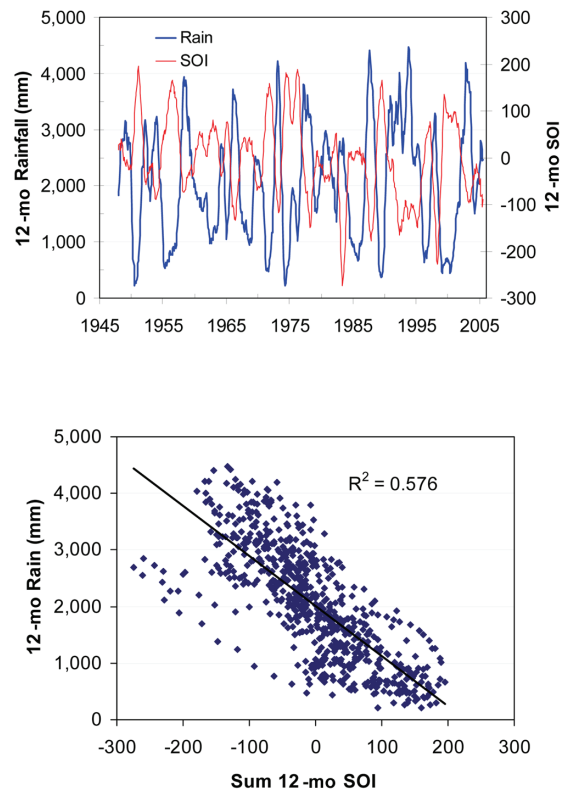 5,000
4,000
3,000
2,000
1,000
0
12-mo Rainfall (mm)
Rain
SOI
300
200
100
0
-100
-200
-300
12-mo SOI
1945 1955 1965 1975 1985 1995 2005
5,000
4,000
3,000
2,000
1,000
0
12-mo Rain (mm)
R² = 0.576
-300 -200 -100 0 100 200 300
Sum 12-mo SOI